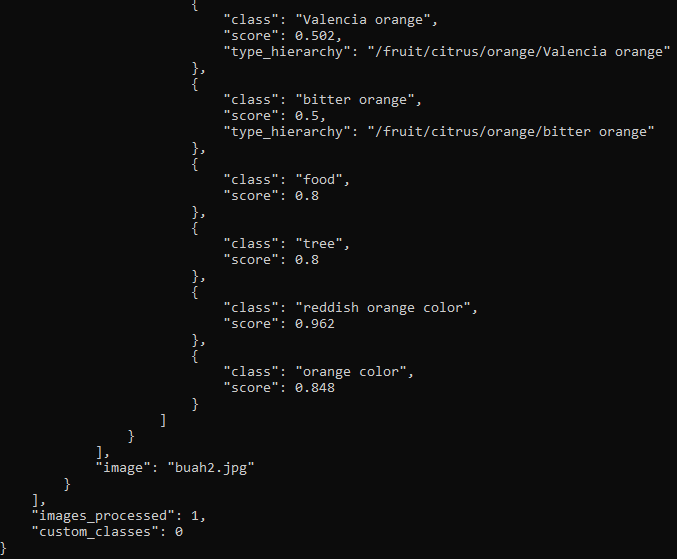 {
"class": "Valencia orange",
"score": 0.502,
"type_hierarchy": "/fruit/citrus/orange/Valencia orange"
},
{
"class": "bitter orange",
"score": 0.5,
"type_hierarchy": "/fruit/citrus/orange/bitter orange"
},
{
"class": "food",
"score": 0.8
},
{
"class": "tree",
"score": 0.8
},
{
"class": "reddish orange color",
"score": 0.962
},
{
"class": "orange color",
"score": 0.848
}
]
}
],
"image": "buah2.jpg"
}
],
"images_processed": 1,
"custom_classes": 0
}